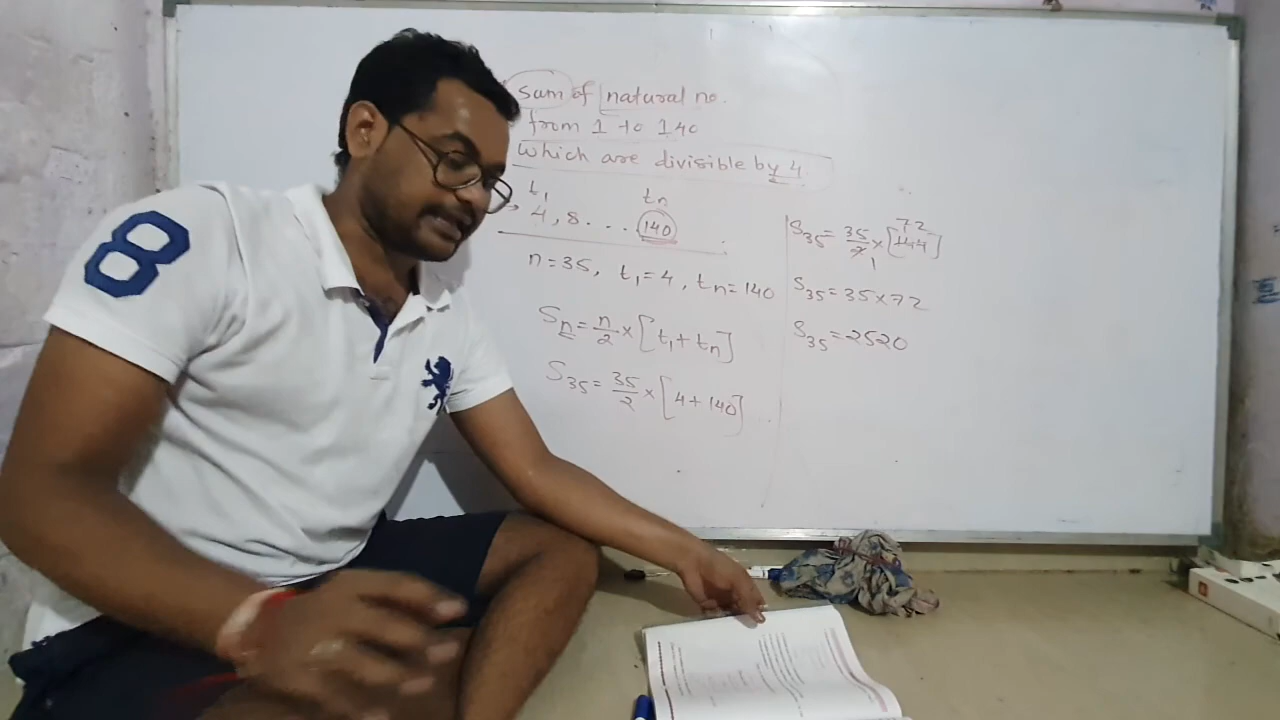 sum of natural no.
from 1 to 140
which are divisible by 4
t1 tn
→ 4, 8 . . . 140
n=35, t1=4, tn=140
Sn = n/2 × [t1 + tn]
S35 = 35/2 × [4 + 140]
S35 = 35/2 × [144] 72 1
S35 = 35×72
S35 = 2520
8